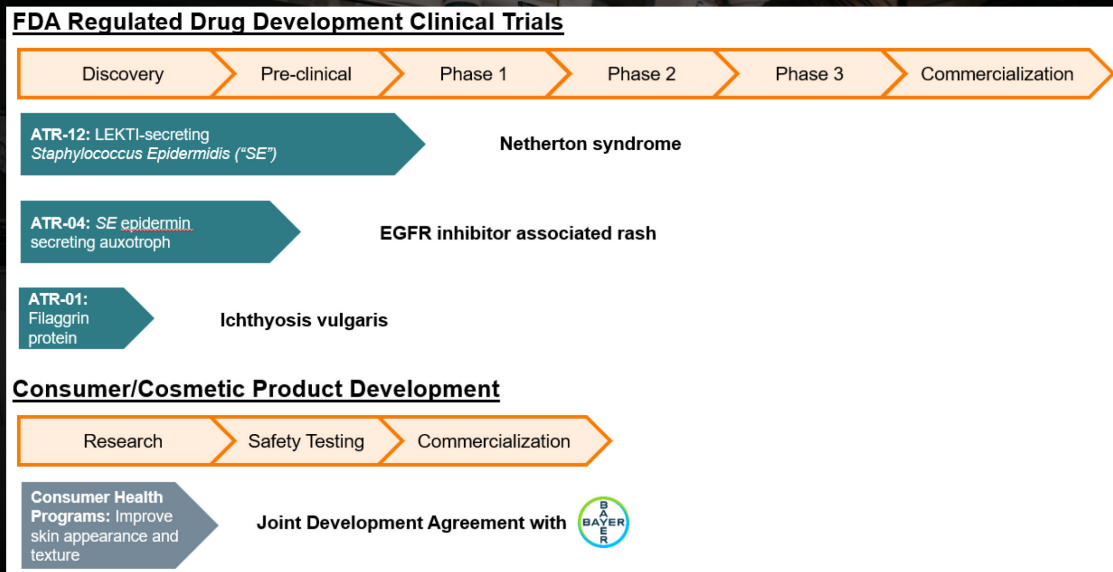 FDA Regulated Drug Development Clinical Trials
Discovery Pre-clinical Phase 1 Phase 2 Phase 3 Commercialization
ATR-12: LEKTI-secreting
Staphylococcus Epidermidis (“SE”)
Netherton syndrome
ATR-04: SE epidermin
secreting auxotroph
EGFR inhibitor associated rash
ATR-01:
Filaggrin
protein
Ichthyosis vulgaris
Consumer/Cosmetic Product Development
Research Safety Testing Commercialization
Consumer Health
Programs: Improve
skin appearance and
texture
Joint Development Agreement with
BAYER
BAYER